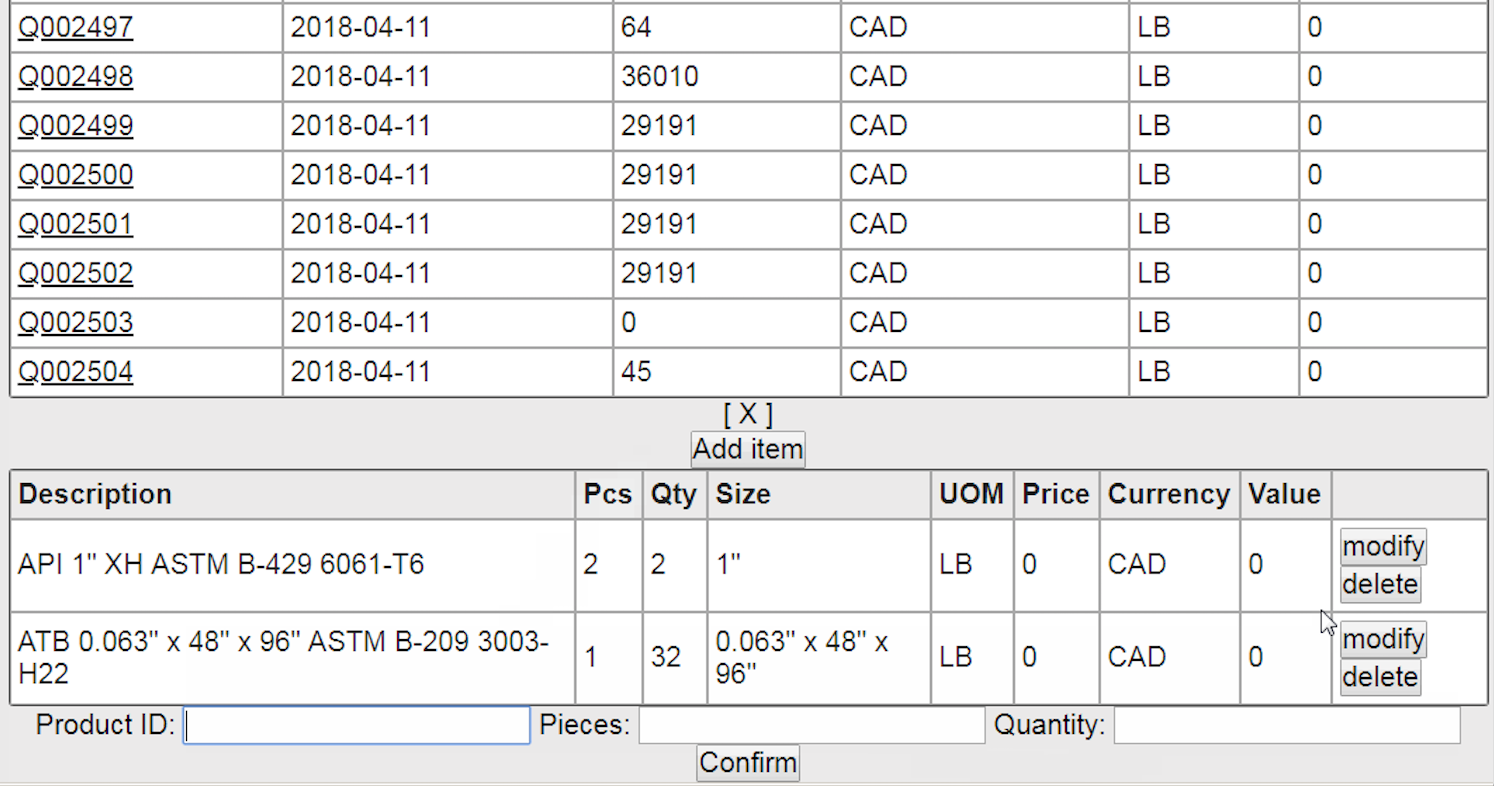 Q002497 2018-04-11 64 CAD LB 0
Q002498 2018-04-11 36010 CAD LB 0
Q002499 2018-04-11 29191 CAD LB 0
Q002500 2018-04-11 29191 CAD LB 0
Q002501 2018-04-11 29191 CAD LB 0
Q002502 2018-04-11 29191 CAD LB 0
Q002503 2018-04-11 0 CAD LB 0
Q002504 2018-04-11 45 CAD LB 0
[ X ]
Add item
Description Pcs Qty Size UOM Price Currency Value
API 1" XH ASTM B-429 6061-T6 2 2 1" LB 0 CAD 0 modify
delete
ATB 0.063" x 48" x 96" ASTM B-209 3003-
H22 1 32 0.063" x 48" x
96" LB 0 CAD 0 modify
delete
Product ID: Pieces: Quantity:
Confirm